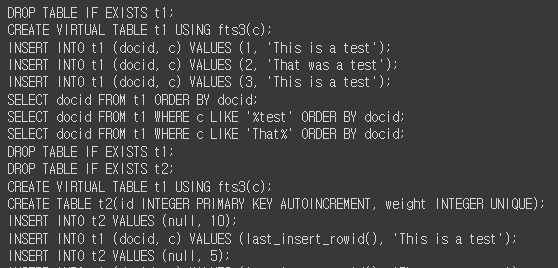 DROP TABLE IF EXISTS t1;
CREATE VIRTUAL TABLE t1 USING fts3(c);
INSERT INTO t1 (docid, c) VALUES (1, 'This is a test');
INSERT INTO t1 (docid, c) VALUES (2, 'That was a test');
INSERT INTO t1 (docid, c) VALUES (3, 'This is a test');
SELECT docid FROM t1 ORDER BY docid;
SELECT docid FROM t1 WHERE c LIKE '%test' ORDER BY docid;
SELECT docid FROM t1 WHERE c LIKE 'That%' ORDER BY docid;
DROP TABLE IF EXISTS t1;
DROP TABLE IF EXISTS t2;
CREATE VIRTUAL TABLE t1 USING fts3(c);
CREATE TABLE t2(id INTEGER PRIMARY KEY AUTOINCREMENT, weight INTEGER UNIQUE);
INSERT INTO t2 VALUES (null, 10);
INSERT INTO t1 (docid, c) VALUES (last_insert_rowid(), 'This is a test');
INSERT INTO t2 VALUES (null, 5);